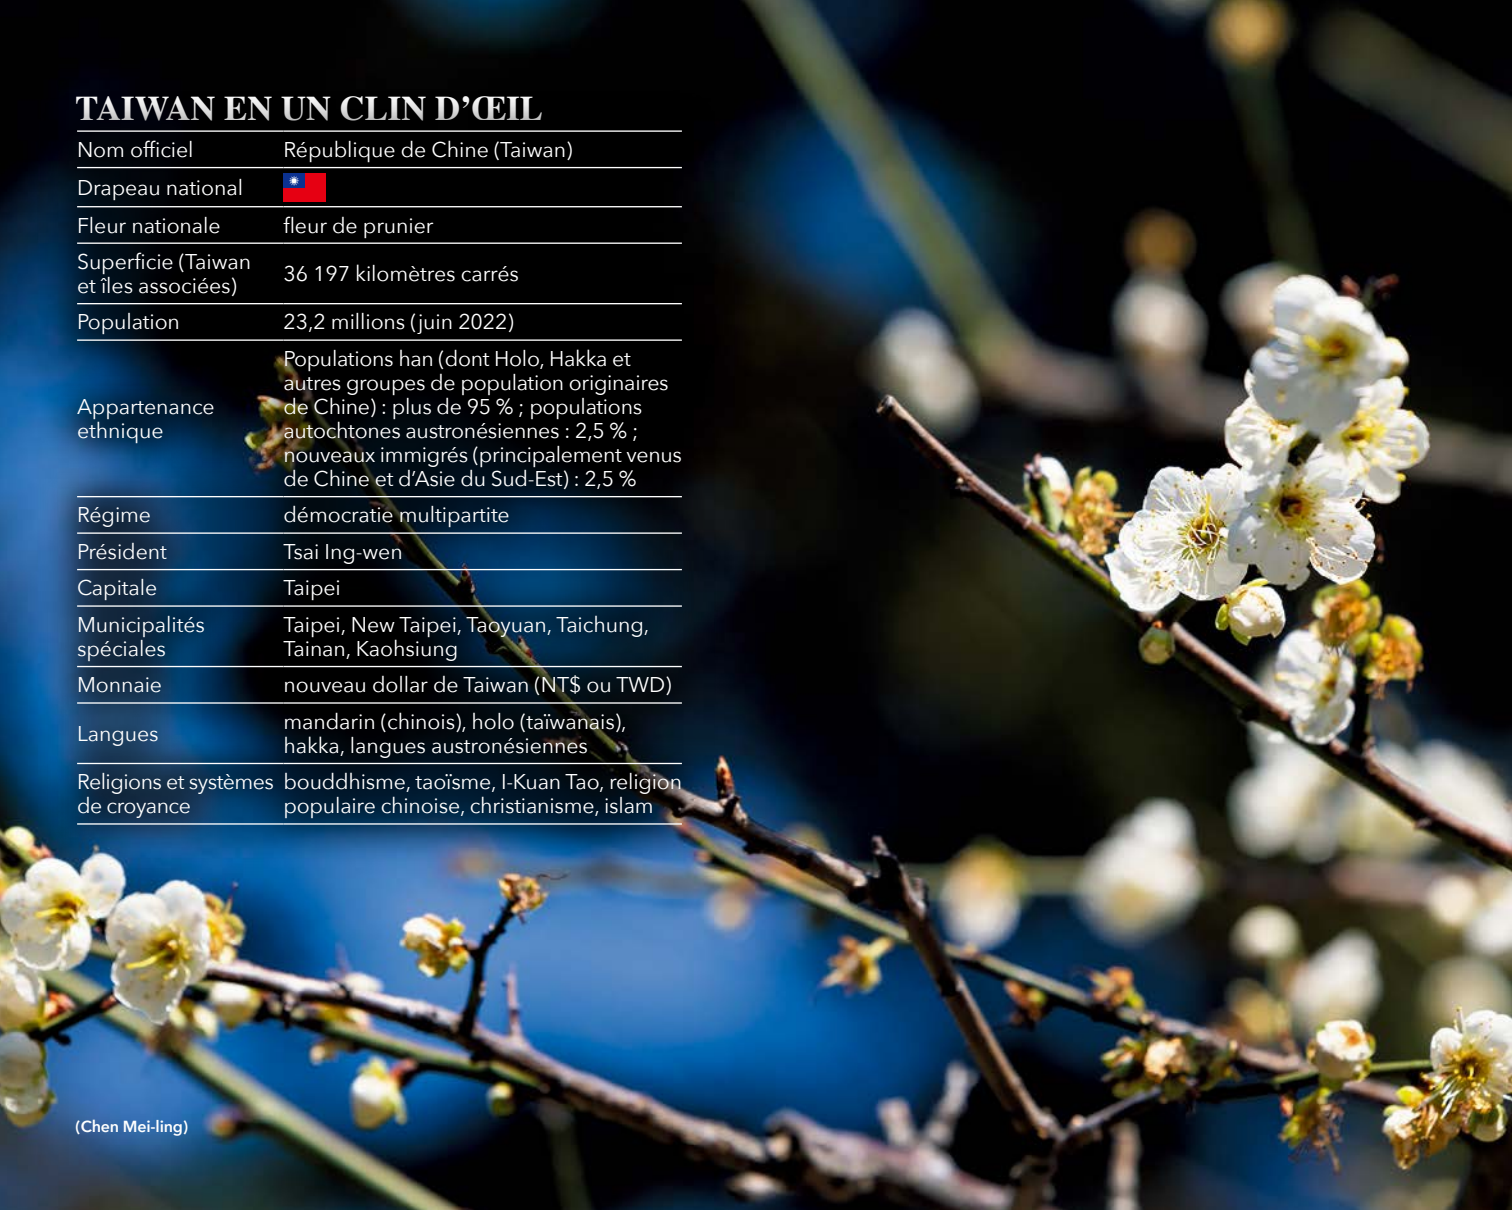 TAIWAN EN UN CLIN D’ŒIL
Nom officiel République de Chine (Taiwan)
Drapeau national
Fleur nationale fleur de prunier
Superficie (Taiwan
et îles associées)
36 197 kilomètres carrés
Population 23,2 millions (juin 2022)
Appartenance
ethnique
Populations han (dont Holo, Hakka et
autres groupes de population originaires
de Chine) : plus de 95 % ; populations
autochtones austronésiennes : 2,5 % ;
nouveaux immigrés (principalement venus
de Chine et d’Asie du Sud-Est) : 2,5 %
Régime démocratie multipartite
Président Tsai Ing-wen
Capitale Taipei
Municipalités
spéciales
Taipei, New Taipei, Taoyuan, Taichung,
Tainan, Kaohsiung
Monnaie nouveau dollar de Taiwan (NT$ ou TWD)
Langues
mandarin (chinois), holo (taïwanais),
hakka, langues austronésiennes
Religions et systèmes
de croyance
bouddhisme, taoïsme, I-Kuan Tao, religion
populaire chinoise, christianisme, islam
(Chen Mei-ling)